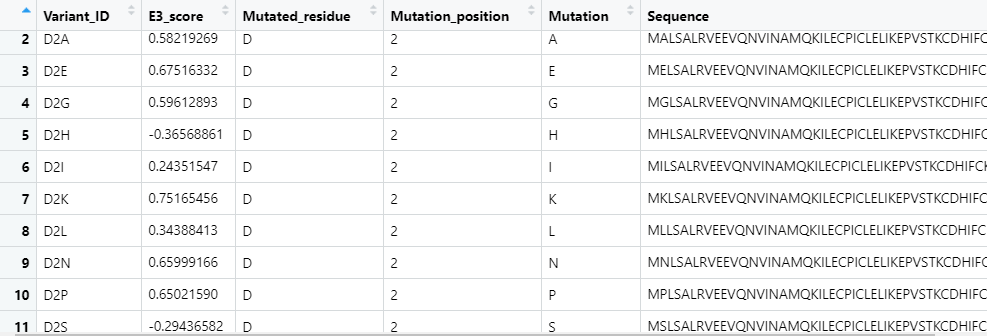 Variant_ID E3_score Mutated_residue Mutation_position Mutation Sequence
2 D2A 0.58219269 D 2 A MALSALRVEEVQNVINAMQKILECPICLELIKEPVSTKCDHIFC
3 D2E 0.67516332 D 2 E MELSALRVEEVQNVINAMQKILECPICLELIKEPVSTKCDHIFC
4 D2G 0.59612893 D 2 G MGLSALRVEEVQNVINAMQKILECPICLELIKEPVSTKCDHIFC
5 D2H -0.36568861 D 2 H MHLSALRVEEVQNVINAMQKILECPICLELIKEPVSTKCDHIFC
6 D2I 0.24351547 D 2 I MILSALRVEEVQNVINAMQKILECPICLELIKEPVSTKCDHIFCK
7 D2K 0.75165456 D 2 K MKLSALRVEEVQNVINAMQKILECPICLELIKEPVSTKCDHIFC
8 D2L 0.34388413 D 2 L MLLSALRVEEVQNVINAMQKILECPICLELIKEPVSTKCDHIFC
9 D2N 0.65999166 D 2 N MNLSALRVEEVQNVINAMQKILECPICLELIKEPVSTKCDHIFC
10 D2P 0.65021590 D 2 P MPLSALRVEEVQNVINAMQKILECPICLELIKEPVSTKCDHIFC
11 D2S -0.29436582 D 2 S MSLSALRVEEVQNVINAMQKILECPICLELIKEPVSTKCDHIFC